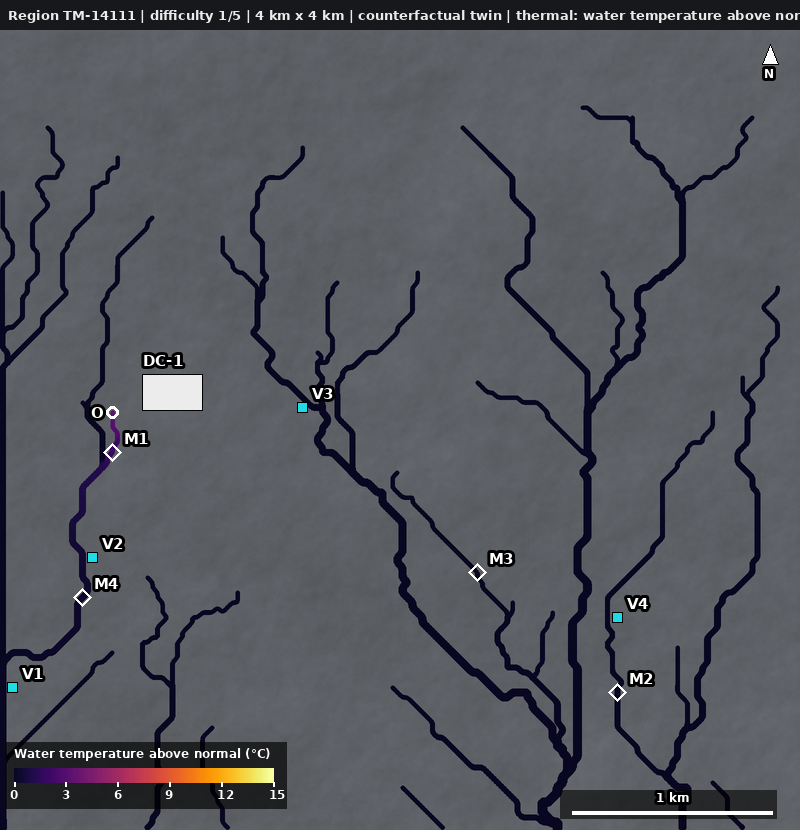 Region TM-14111 | difficulty 1/5 | 4 km x 4 km | counterfactual twin | thermal: water temperature above nor
N
DC-1
V3
O
M1
V2
M3
M4
V4
V1
M2
Water temperature above normal (°C)
0 3 6 9 12 15
1 km